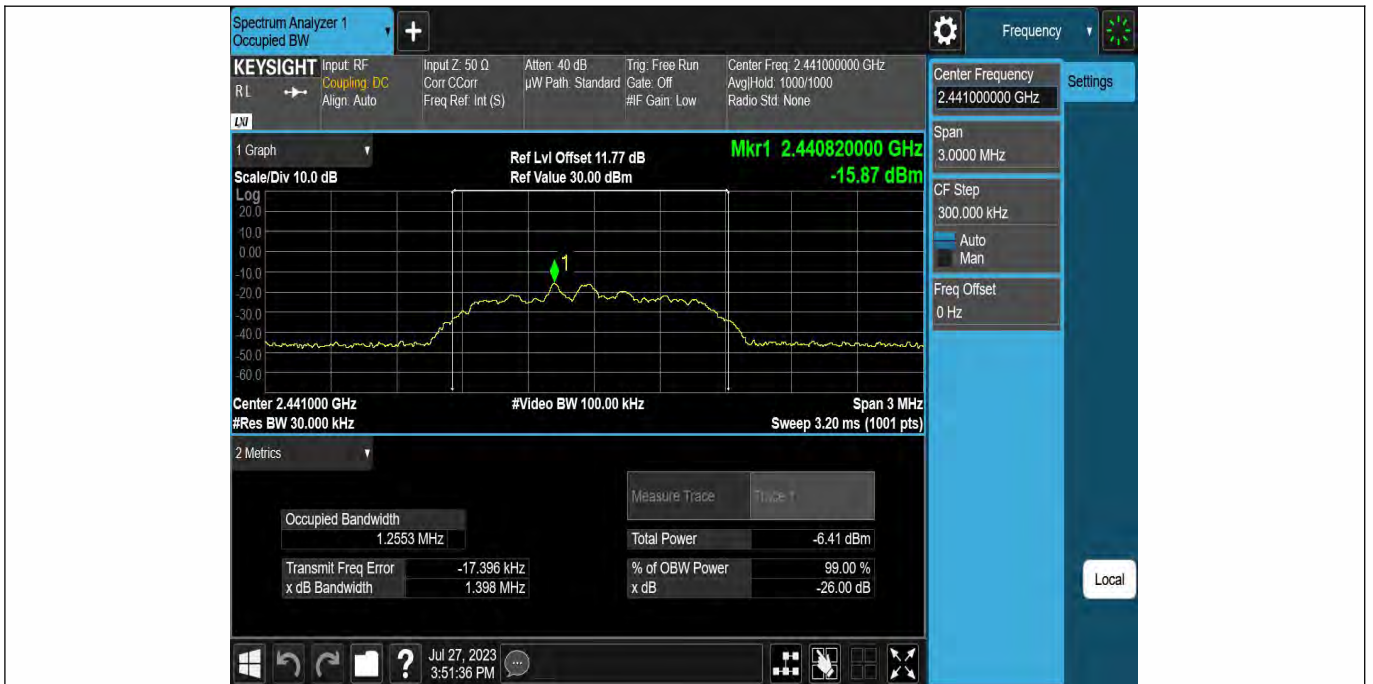 Spectrum Analyzer 1
Occupied BW
+
Frequency
KEYSIGHT
RL
LXI
Input: RF
Coupling: DC
Align: Auto
Input Z: 50 Ω
Corr CCorr
Freq Ref: Int (S)
Atten: 40 dB
µW Path: Standard
Trig: Free Run
Gate: Off
#IF Gain: Low
Center Freq: 2.441000000 GHz
Avg|Hold: 1000/1000
Radio Std: None
Center Frequency
2.441000000 GHz
Settings
Span
3.0000 MHz
CF Step
300.000 kHz
Auto
Man
Freq Offset
0 Hz
Local
1 Graph
Scale/Div 10.0 dB
Ref Lvl Offset 11.77 dB
Ref Value 30.00 dBm
Mkr1 2.440820000 GHz
-15.87 dBm
Log
20.0
10.0
0.00
-10.0
-20.0
-30.0
-40.0
-50.0
-60.0
1
Center 2.441000 GHz
#Video BW 100.00 kHz
Span 3 MHz
#Res BW 30.000 kHz
Sweep 3.20 ms (1001 pts)
2 Metrics
Measure Trace
Trace 1
Occupied Bandwidth
1.2553 MHz
Total Power
-6.41 dBm
Transmit Freq Error
-17.396 kHz
% of OBW Power
99.00 %
x dB Bandwidth
1.398 MHz
x dB
-26.00 dB
?
Jul 27, 2023
3:51:36 PM